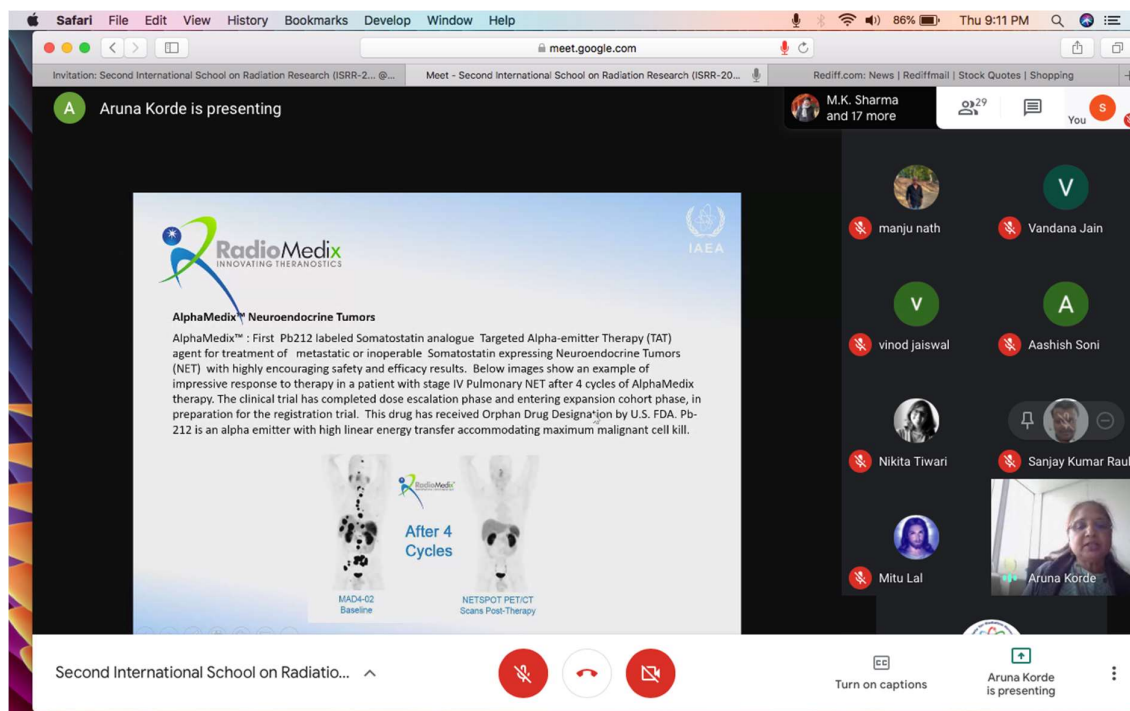 Safari File Edit View History Bookmarks Develop Window Help 86% Thu 9:11 PM
meet.google.com
Invitation: Second International School on Radiation Research (ISRR-2... @...
Meet - Second International School on Radiation Research (ISRR-20...
Rediff.com: News | Rediffmail | Stock Quotes | Shopping
A Aruna Korde is presenting
M.K. Sharma
and 17 more
29
You
S
RadioMedix
INNOVATING THERANOSTICS
IAEA
AlphaMedix™ Neuroendocrine Tumors
AlphaMedix™ : First Pb212 labeled Somatostatin analogue Targeted Alpha-emitter Therapy (TAT)
agent for treatment of metastatic or inoperable Somatostatin expressing Neuroendocrine Tumors
(NET) with highly encouraging safety and efficacy results. Below images show an example of
impressive response to therapy in a patient with stage IV Pulmonary NET after 4 cycles of AlphaMedix
therapy. The clinical trial has completed dose escalation phase and entering expansion cohort phase, in
preparation for the registration trial. This drug has received Orphan Drug Designation by U.S. FDA. Pb-
212 is an alpha emitter with high linear energy transfer accommodating maximum malignant cell kill.
RadioMedix
After 4
Cycles
MAD4-02
Baseline
NETSPOT PET/CT
Scans Post-Therapy
manju nath
V
Vandana Jain
v
vinod jaiswal
A
Aashish Soni
Nikita Tiwari
Sanjay Kumar Raul
Mitu Lal
Aruna Korde
Second International School on Radiatio...
CC
Turn on captions
Aruna Korde
is presenting